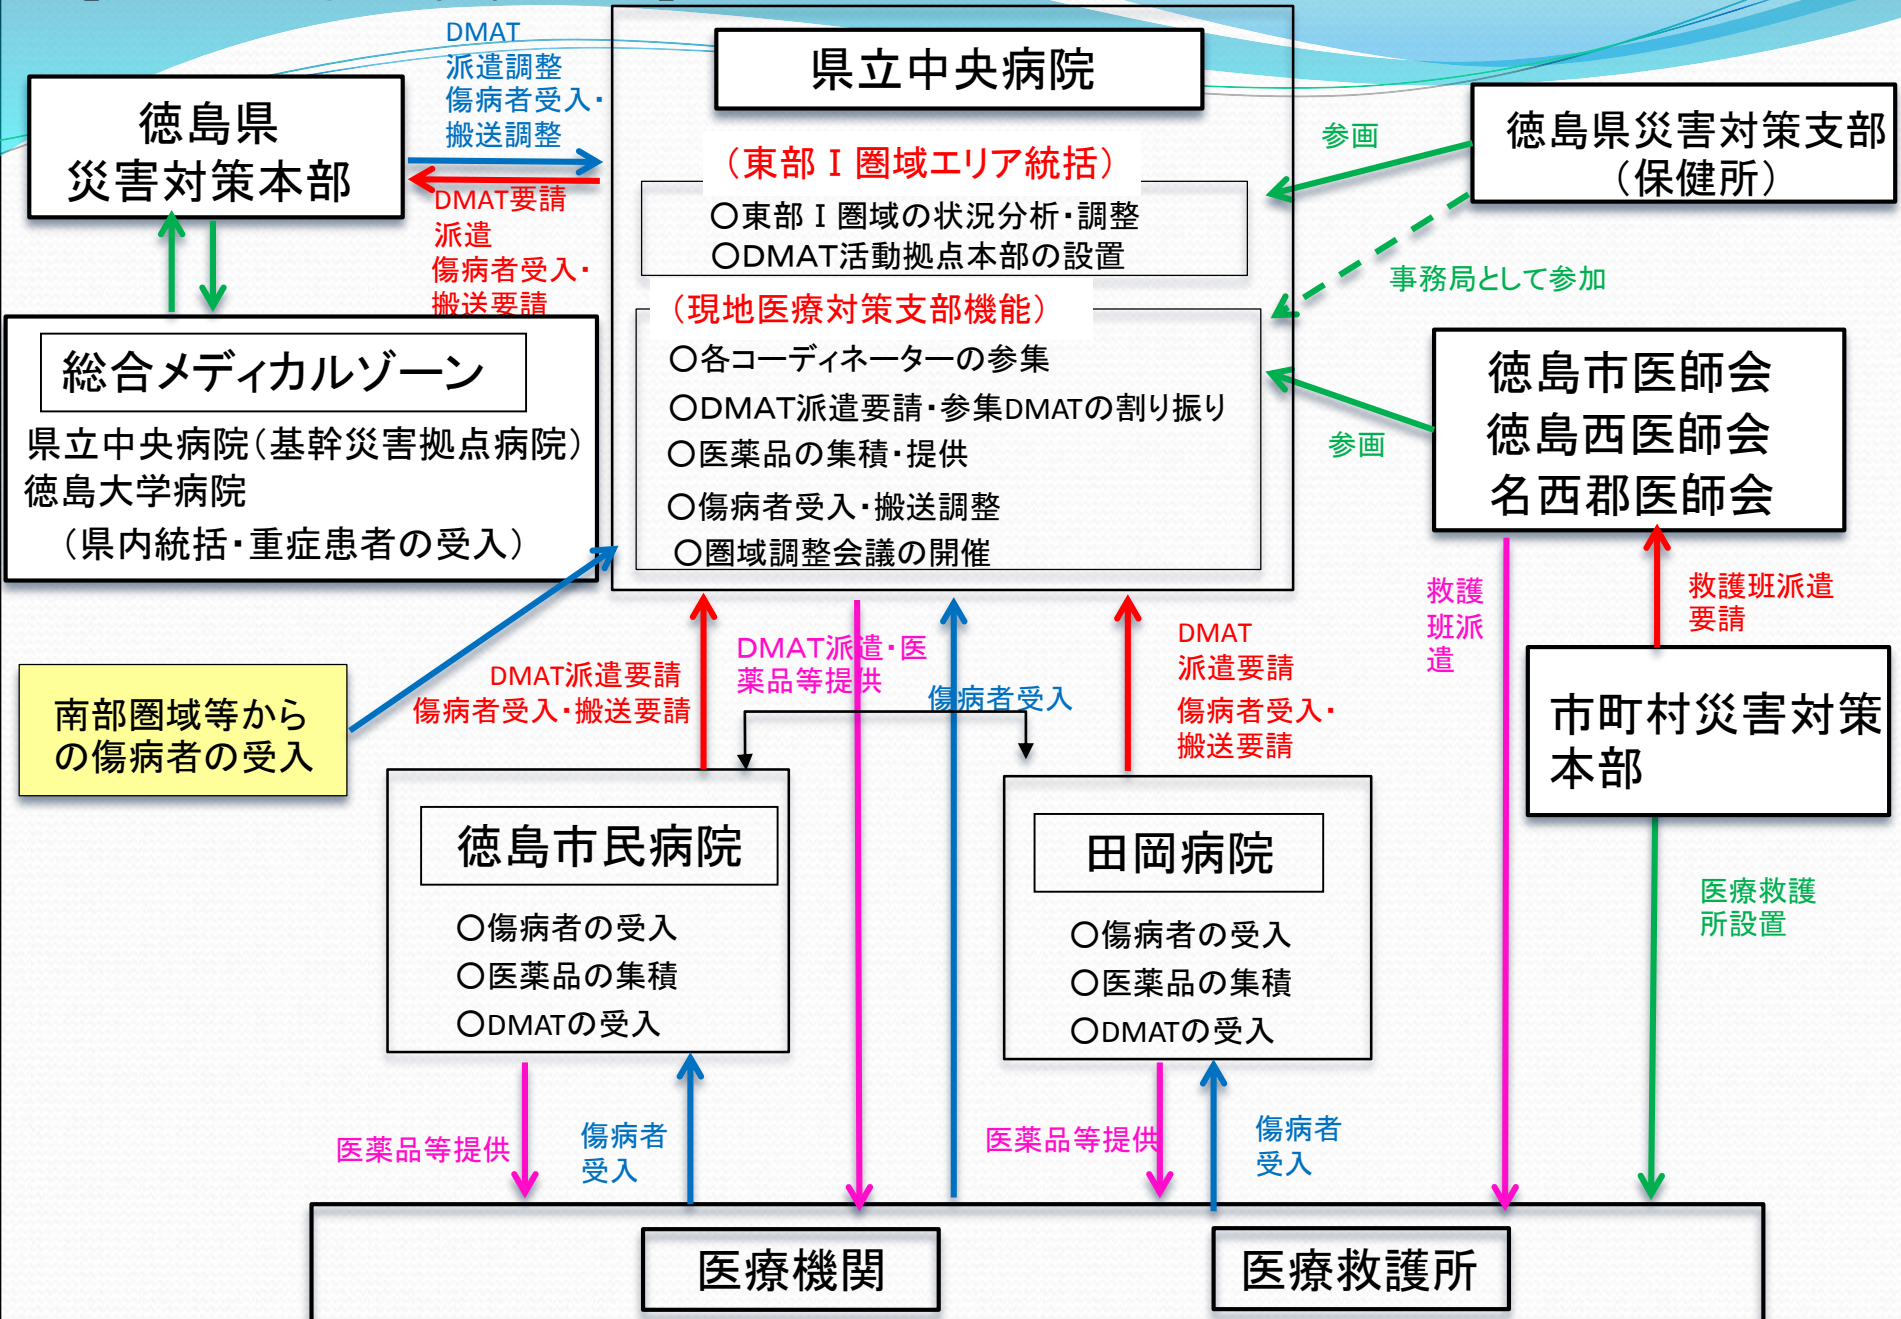 DMAT
派遣調整
傷病者受入・
搬送調整
県立中央病院
徳島県
災害対策本部
徳島県災害対策支部
（保健所）
参画
（東部Ⅰ圏域エリア統括）
○東部Ⅰ圏域の状況分析・調整
○DMAT活動拠点本部の設置
DMAT要請
派遣
傷病者受入・
搬送要請
事務局として参加
（現地医療対策支部機能）
○各コーディネーターの参集
○DMAT派遣要請・参集DMATの割り振り
○医薬品の集積・提供
○傷病者受入・搬送調整
○圏域調整会議の開催
総合メディカルゾーン
県立中央病院（基幹災害拠点病院）
徳島大学病院
（県内統括・重症患者の受入）
徳島市医師会
徳島西医師会
名西郡医師会
参画
救護
班派
遣
救護班派遣
要請
南部圏域等から
の傷病者の受入
DMAT派遣要請
傷病者受入・搬送要請
DMAT派遣・医
薬品等提供
傷病者受入
DMAT
派遣要請
傷病者受入・
搬送要請
市町村災害対策
本部
徳島市民病院
○傷病者の受入
○医薬品の集積
○DMATの受入
田岡病院
○傷病者の受入
○医薬品の集積
○DMATの受入
医療救護
所設置
医薬品等提供
傷病者
受入
医薬品等提供
傷病者
受入
医療機関
医療救護所